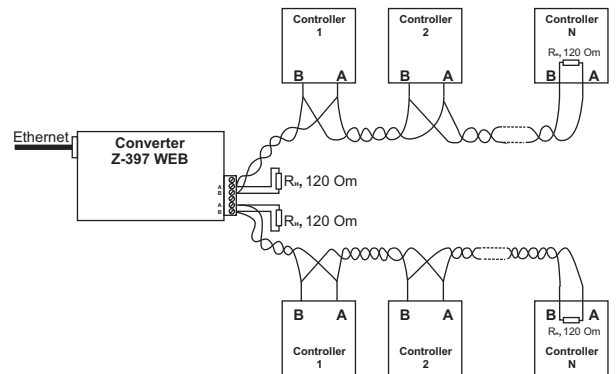 Controller
1
Controller
2
Controller
N
Rн, 120 Om
B A
B A
B A
Ethernet
Converter
Z-397 WEB
A
B
A
B
Rн, 120 Om
Rн, 120 Om
B A
B A
B A
Rн, 120 Om
Controller
1
Controller
2
Controller
N